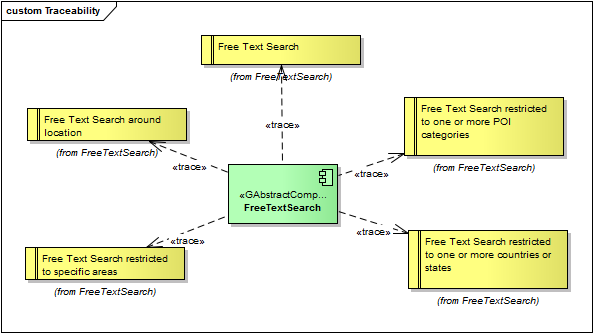 custom Traceability
Free Text Search
(from FreeTextSearch)
«trace»
Free Text Search around
location
(from FreeTextSearch)
«trace»
Free Text Search restricted
to one or more POI
categories
(from FreeTextSearch)
«trace»
«GAbstractComp...
FreeTextSearch
Free Text Search restricted
to specific areas
(from FreeTextSearch)
«trace»
Free Text Search restricted
to one or more countries or
states
(from FreeTextSearch)
«trace»